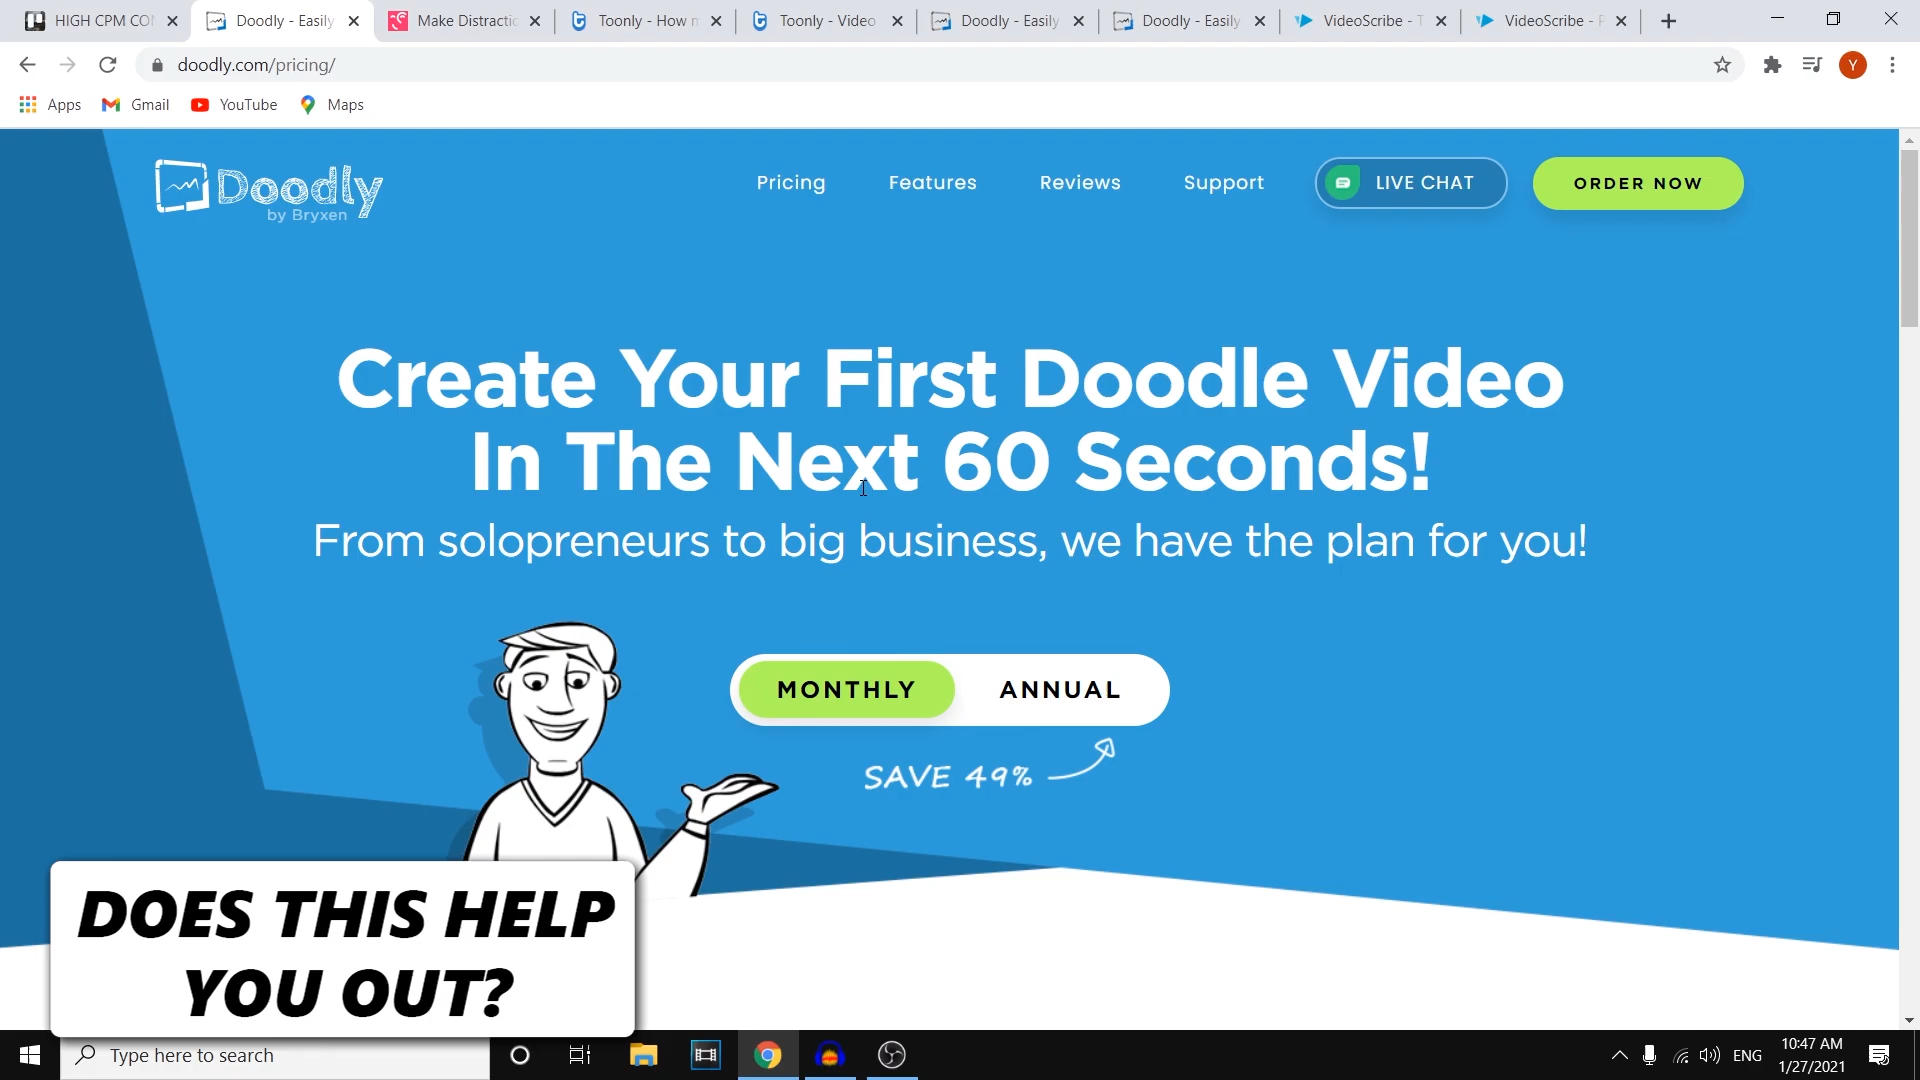 HIGH CPM CON
Doodly - Easily
Make Distractio
Toonly - How m
Toonly - Video
Doodly - Easily
Doodly - Easily
VideoScribe - T
VideoScribe - P
doodly.com/pricing/
Y
Apps
Gmail
YouTube
Maps
Doodly
by Bryxen
Pricing
Features
Reviews
Support
LIVE CHAT
ORDER NOW
Create Your First Doodle Video
In The Next 60 Seconds!
From solopreneurs to big business, we have the plan for you!
MONTHLY
ANNUAL
SAVE 49%
DOES THIS HELP
YOU OUT?
Type here to search
ENG
10:47 AM
1/27/2021